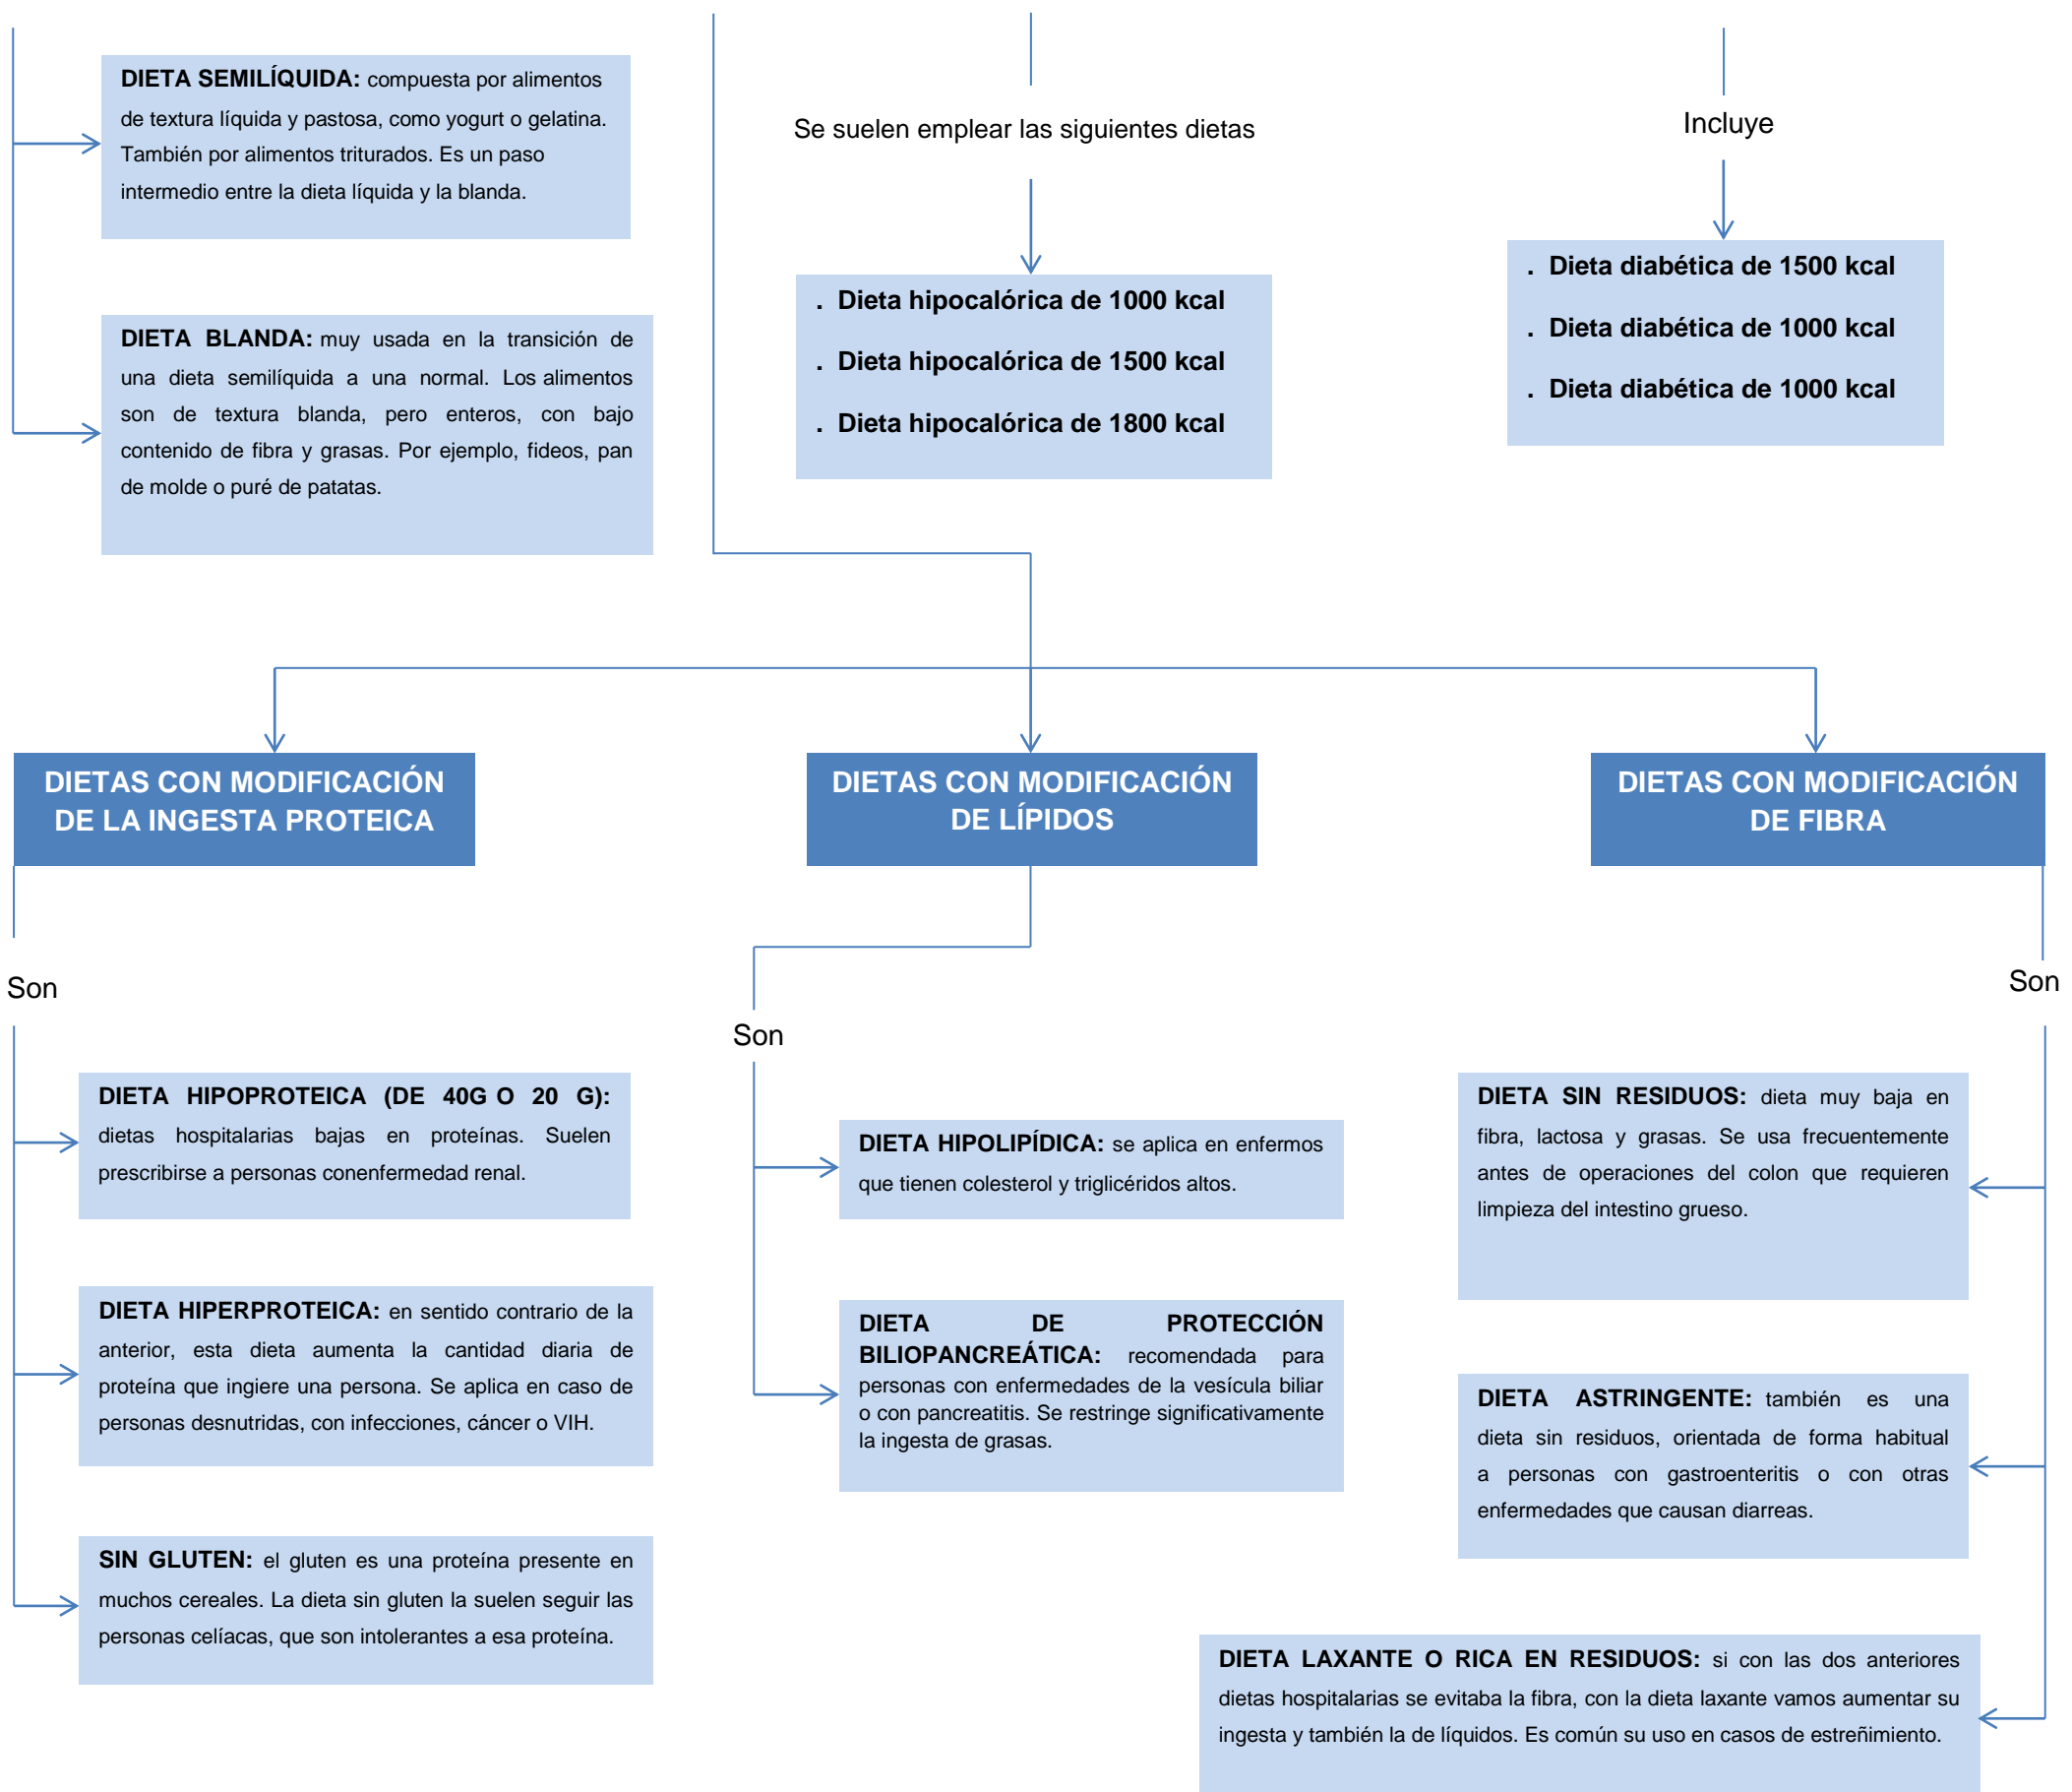 DIETA SEMILÍQUIDA: compuesta por alimentos
de textura líquida y pastosa, como yogurt o gelatina.
También por alimentos triturados. Es un paso
intermedio entre la dieta líquida y la blanda.
DIETA BLANDA: muy usada en la transición de
una dieta semilíquida a una normal. Los alimentos
son de textura blanda, pero enteros, con bajo
contenido de fibra y grasas. Por ejemplo, fideos, pan
de molde o puré de patatas.
Se suelen emplear las siguientes dietas
. Dieta hipocalórica de 1000 kcal
. Dieta hipocalórica de 1500 kcal
. Dieta hipocalórica de 1800 kcal
Incluye
. Dieta diabética de 1500 kcal
. Dieta diabética de 1000 kcal
. Dieta diabética de 1000 kcal
DIETAS CON MODIFICACIÓN
DE LA INGESTA PROTEICA
DIETAS CON MODIFICACIÓN
DE LÍPIDOS
DIETAS CON MODIFICACIÓN
DE FIBRA
Son
DIETA HIPOPROTEICA (DE 40G O 20 G):
dietas hospitalarias bajas en proteínas. Suelen
prescribirse a personas conenfermedad renal.
DIETA HIPERPROTEICA: en sentido contrario de la
anterior, esta dieta aumenta la cantidad diaria de
proteína que ingiere una persona. Se aplica en caso de
personas desnutridas, con infecciones, cáncer o VIH.
SIN GLUTEN: el gluten es una proteína presente en
muchos cereales. La dieta sin gluten la suelen seguir las
personas celíacas, que son intolerantes a esa proteína.
Son
DIETA HIPOLIPÍDICA: se aplica en enfermos
que tienen colesterol y triglicéridos altos.
DIETA DE PROTECCIÓN
BILIOPANCREÁTICA: recomendada para
personas con enfermedades de la vesícula biliar
o con pancreatitis. Se restringe significativamente
la ingesta de grasas.
Son
DIETA SIN RESIDUOS: dieta muy baja en
fibra, lactosa y grasas. Se usa frecuentemente
antes de operaciones del colon que requieren
limpieza del intestino grueso.
DIETA ASTRINGENTE: también es una
dieta sin residuos, orientada de forma habitual
a personas con gastroenteritis o con otras
enfermedades que causan diarreas.
DIETA LAXANTE O RICA EN RESIDUOS: si con las dos anteriores
dietas hospitalarias se evitaba la fibra, con la dieta laxante vamos aumentar su
ingesta y también la de líquidos. Es común su uso en casos de estreñimiento.